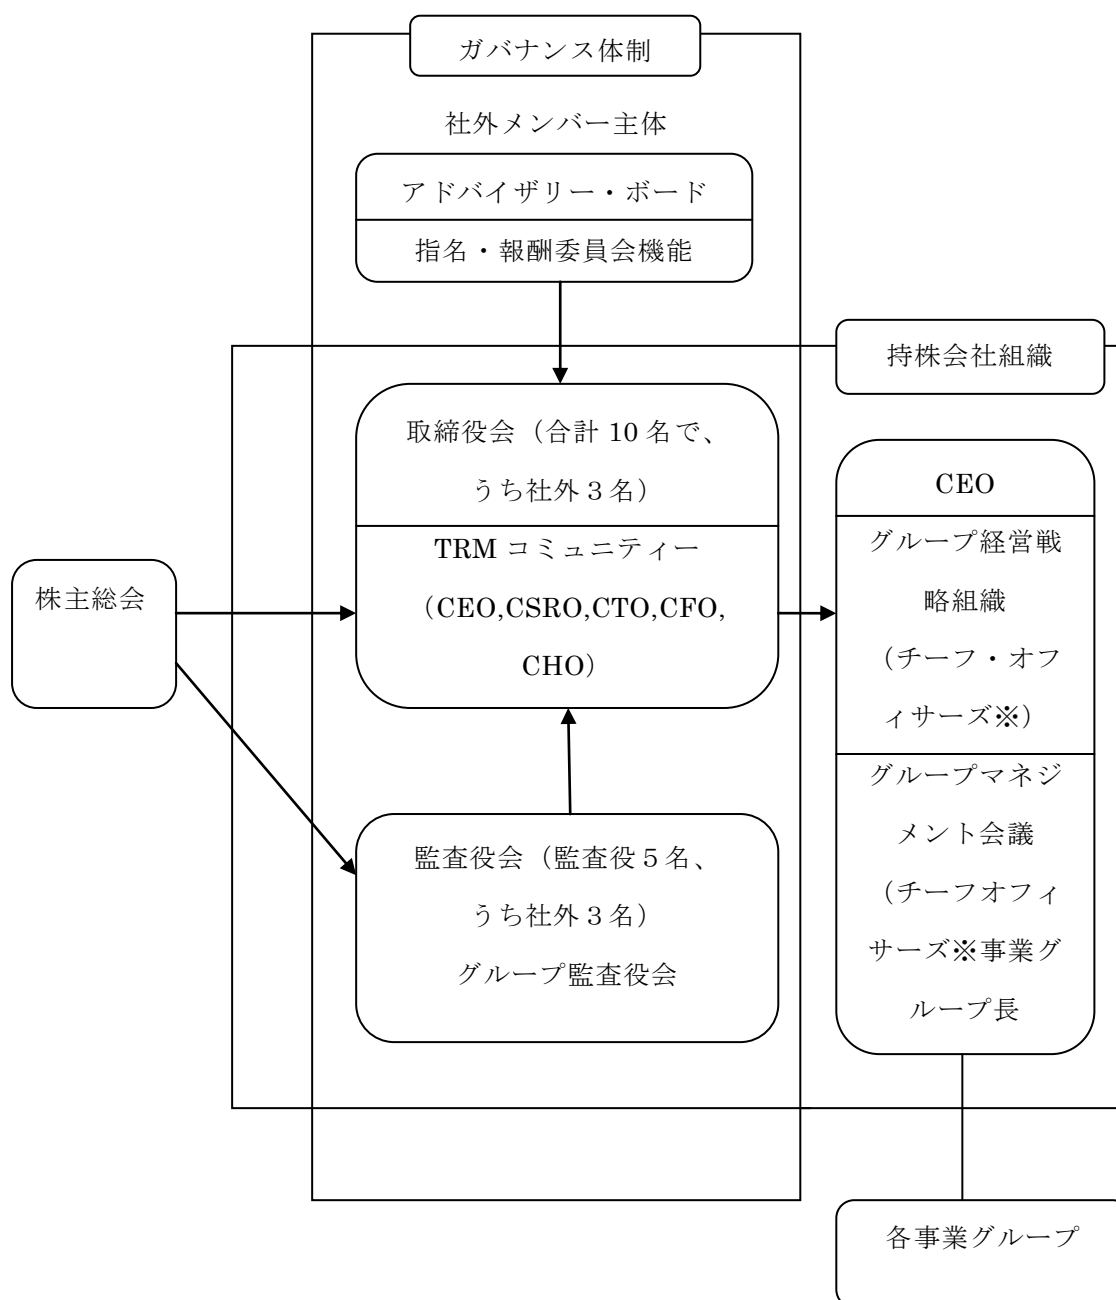 ガバナンス体制
社外メンバー主体
アドバイザリー・ボード
指名・報酬委員会機能
持株会社組織
取締役会（合計 10 名で、
うち社外 3 名）
TRM コミュニティー
（CEO,CSRO,CTO,CFO,
CHO）
株主総会
監査役会（監査役 5 名、
うち社外 3 名）
グループ監査役会
CEO
グループ経営戦
略組織
（チーフ・オフ
ィサーズ※）
グループマネジ
メント会議
（チーフオフィ
サーズ※事業グ
ループ長
各事業グループ